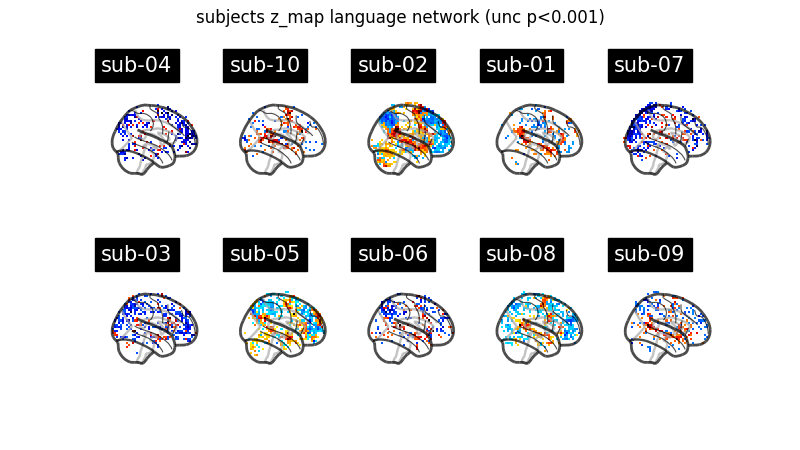 subjects z_map language network (unc p<0.001)
sub-04
sub-10
sub-02
sub-01
sub-07
sub-03
sub-05
sub-06
sub-08
sub-09